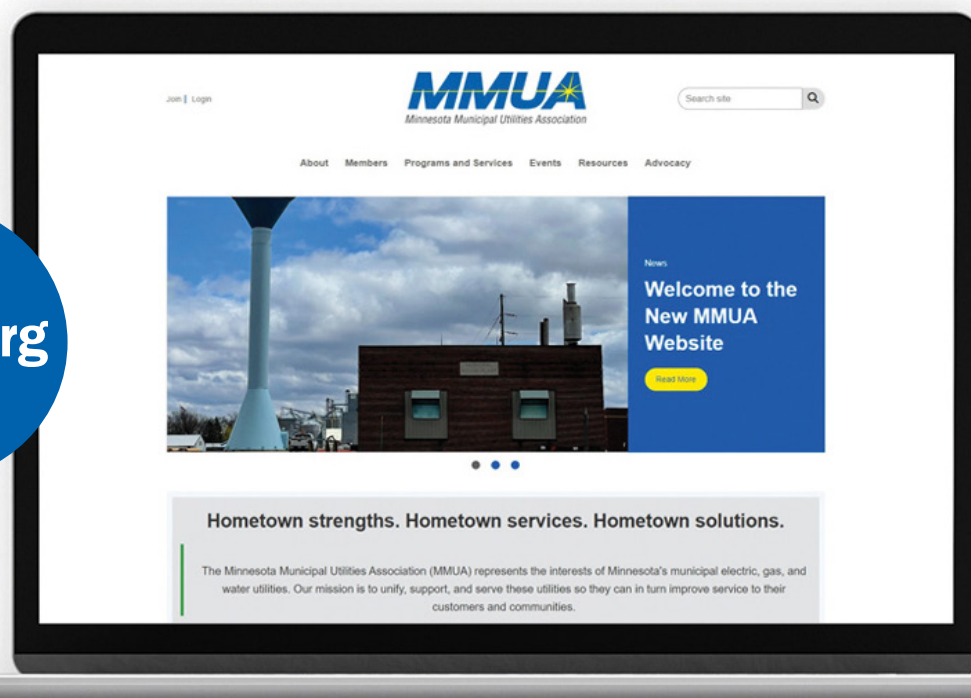 Join Login
MMUA
Minnesota Municipal Utilities Association
Search site
About Members Programs and Services Events Resources Advocacy
rg
News
Welcome to the
New MMUA
Website
Read More
Hometown strengths. Hometown services. Hometown solutions.
The Minnesota Municipal Utilities Association (MMUA) represents the interests of Minnesota's municipal electric, gas, and
water utilities. Our mission is to unify, support, and serve these utilities so they can in turn improve service to their
customers and communities.